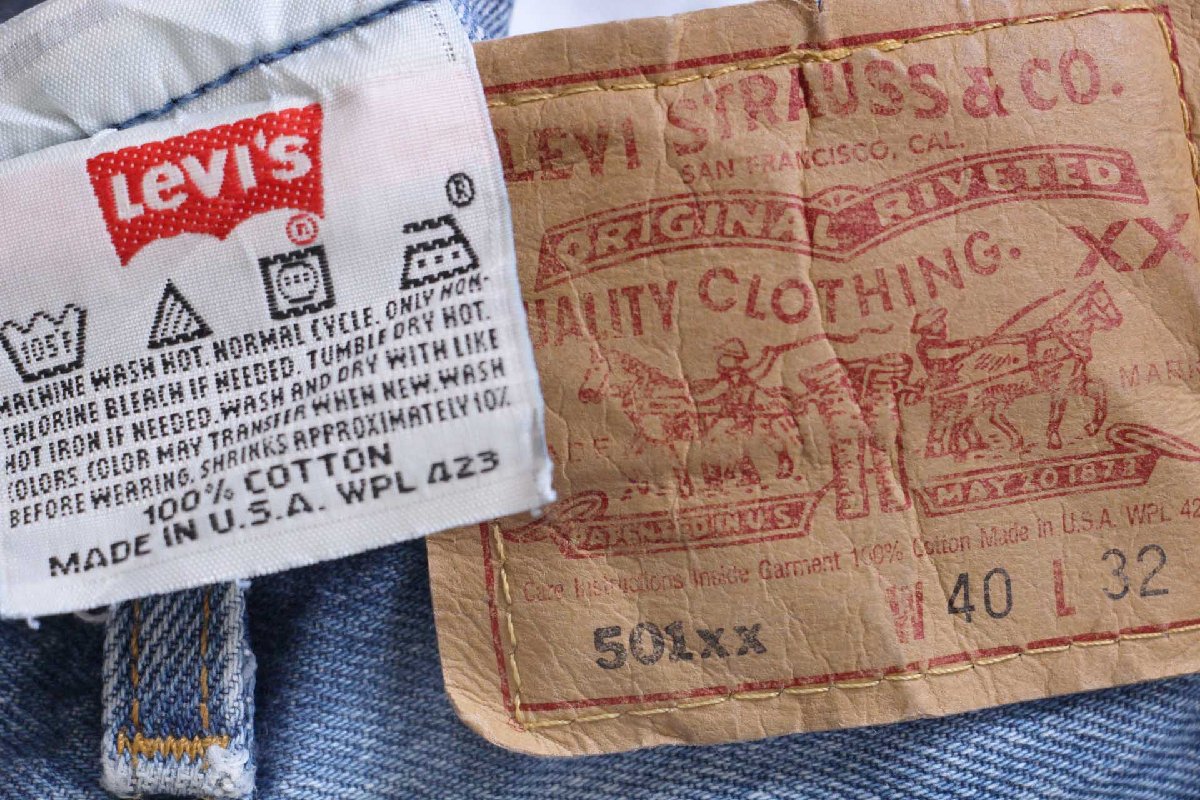 LEVI'S
®
105F
MACHINE WASH HOT. NORMAL CYCLE. ONLY NON-
CHLORINE BLEACH IF NEEDED. TUMBLE DRY HOT.
HOT IRON IF NEEDED. WASH AND DRY WITH LIKE
COLORS. COLOR MAY TRANSFER WHEN NEW. WASH
BEFORE WEARING. SHRINKS APPROXIMATELY 10%
100% COTTON
MADE IN U.S.A. WPL 423
LEVI STRAUSS & CO.
SAN FRANCISCO, CAL.
ORIGINAL RIVETED
QUALITY CLOTHING.
XX
PATENTED IN U.S.
MAY 20 1873
Care Instructions Inside Garment 100% Cotton Made in U.S.A. WPL 42
501xx
W 40 L 32